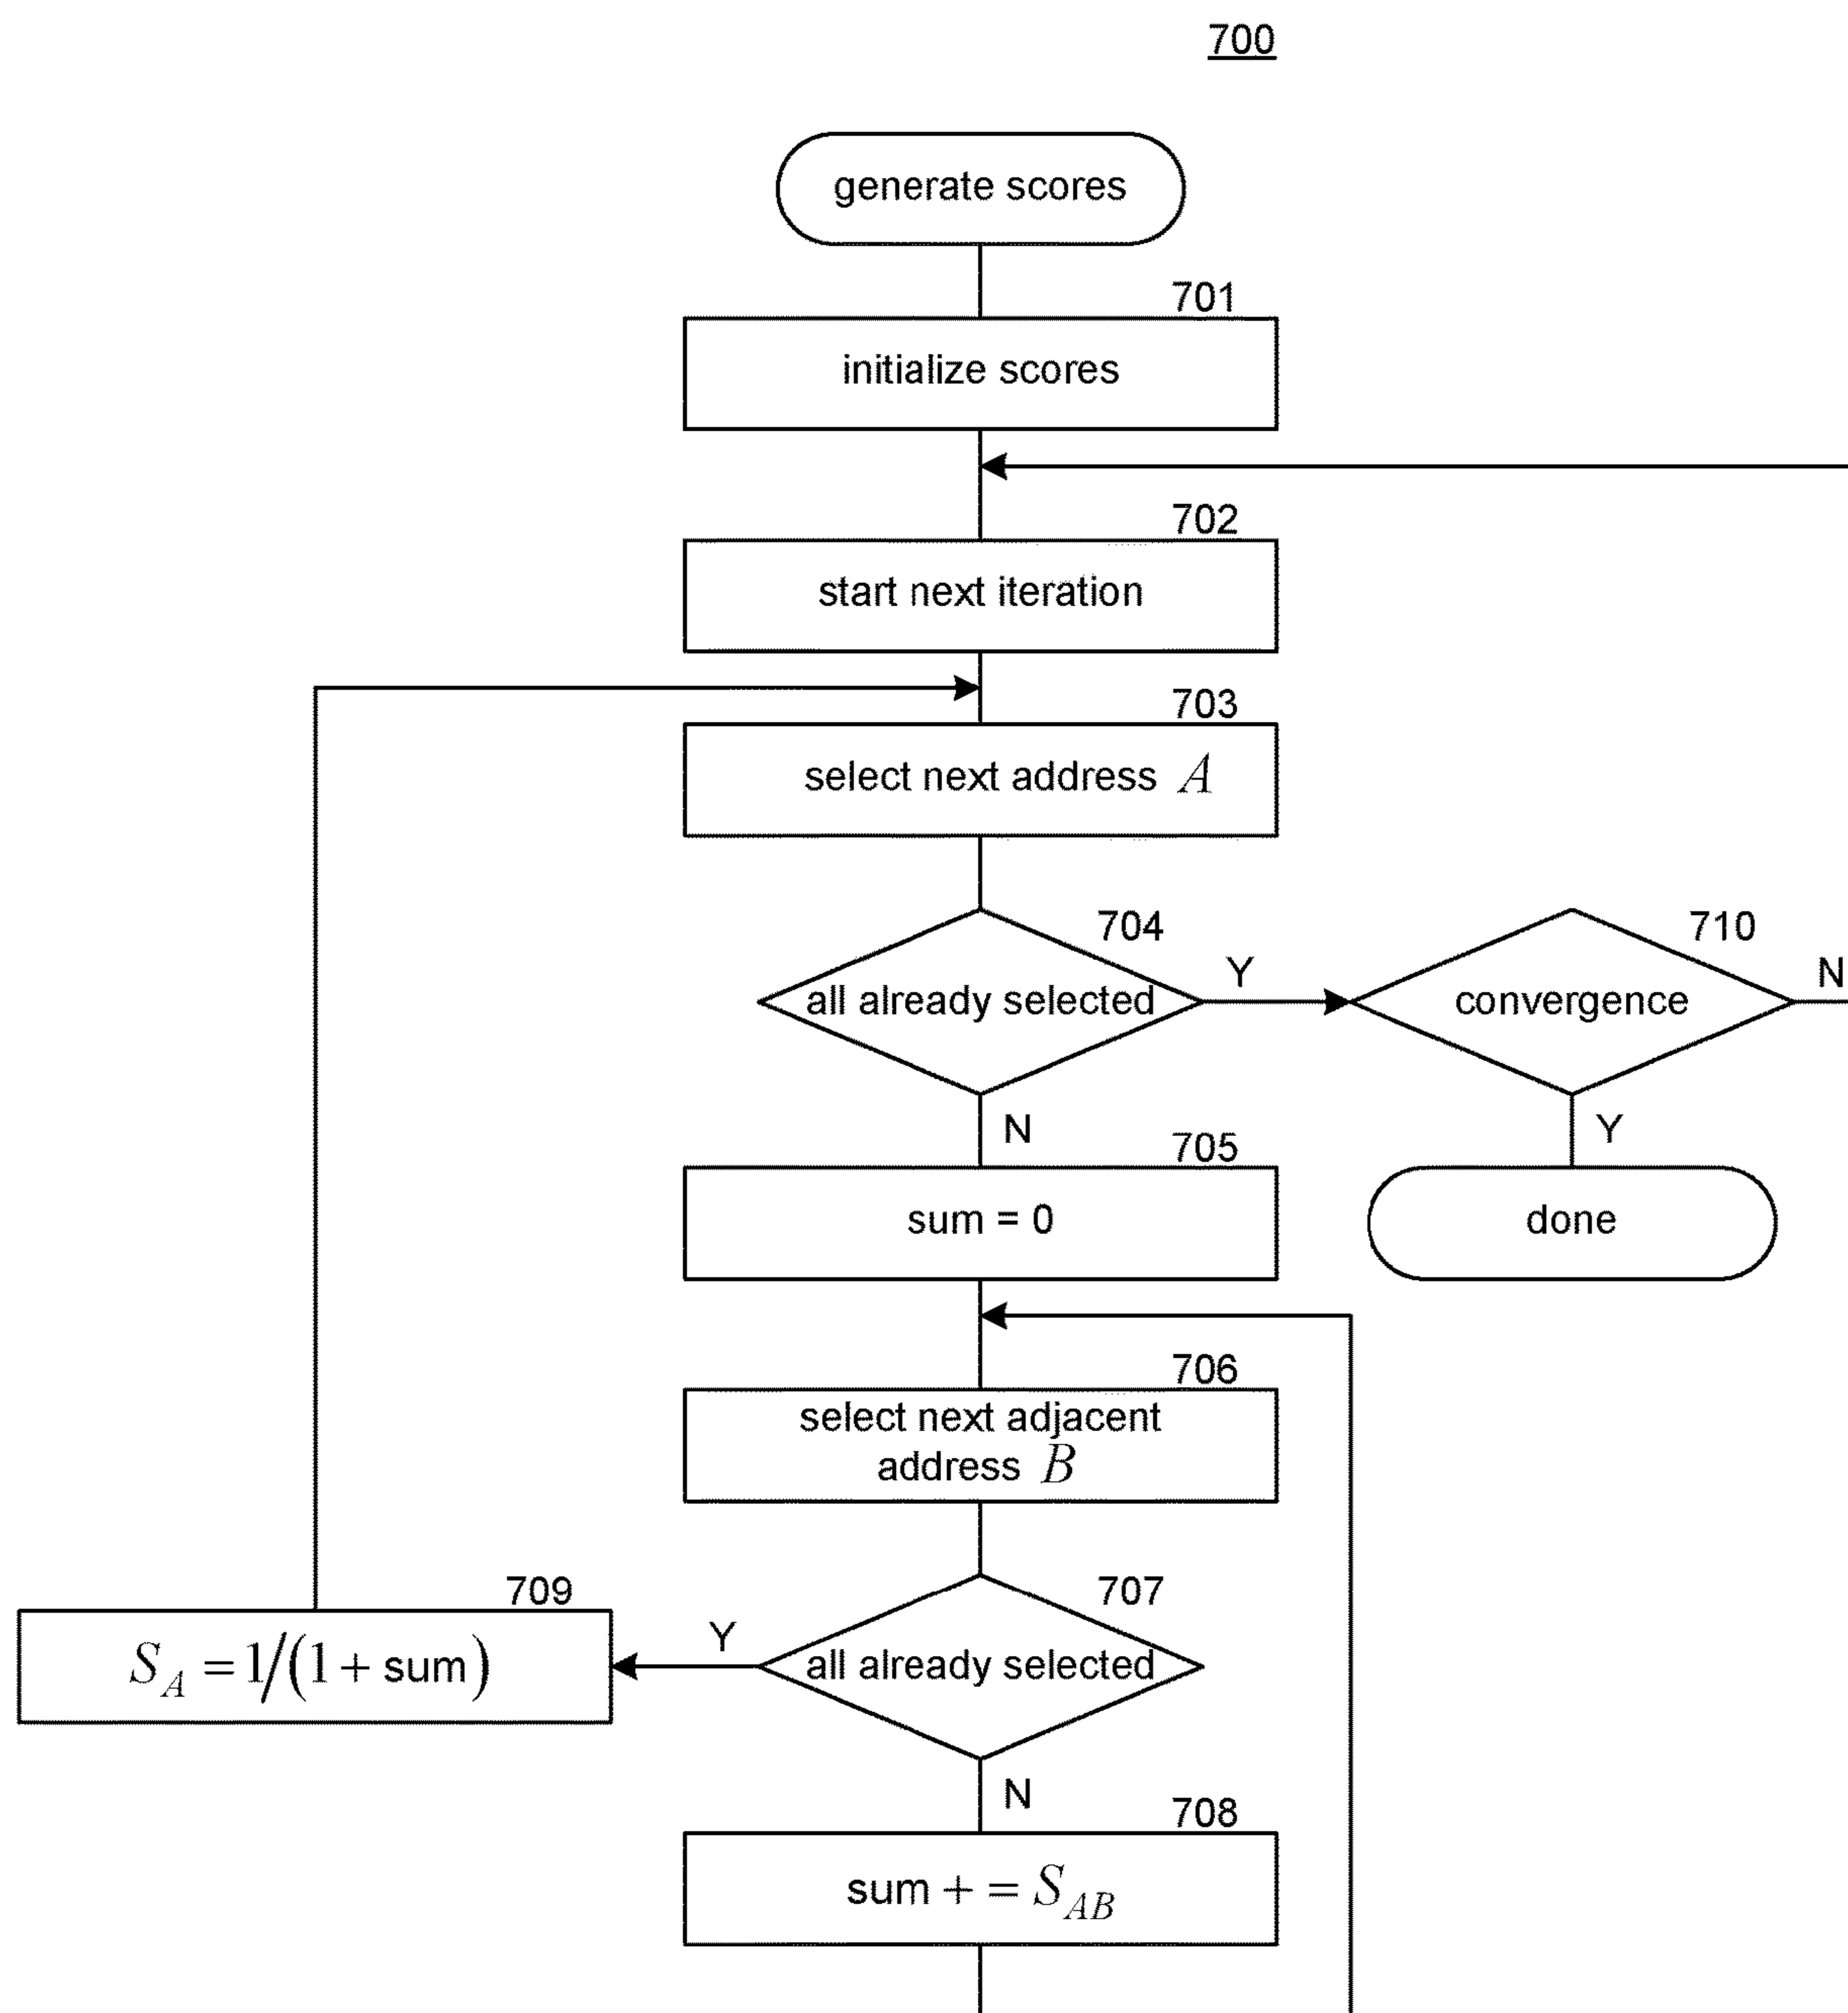 700
generate scores
701
initialize scores
702
start next iteration
703
select next address A
704
all already selected
Y
710
convergence
N
N
Y
705
sum = 0
done
706
select next adjacent
address B
707
all already selected
Y
709
S_A = 1/(1 + sum)
N
708
sum + = S_AB